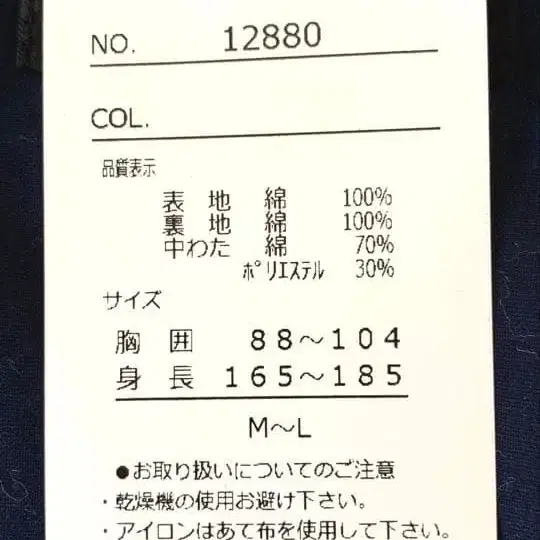 NO. 12880
COL.
品質表示
表 地 綿 100%
裏 地 綿 100%
中わた 綿 70%
ポリエステル 30%
サイズ
胸 囲 88～104
身 長 165～185
M～L
●お取り扱いについてのご注意
・乾燥機の使用お避け下さい。
・アイロンはあて布を使用して下さい。